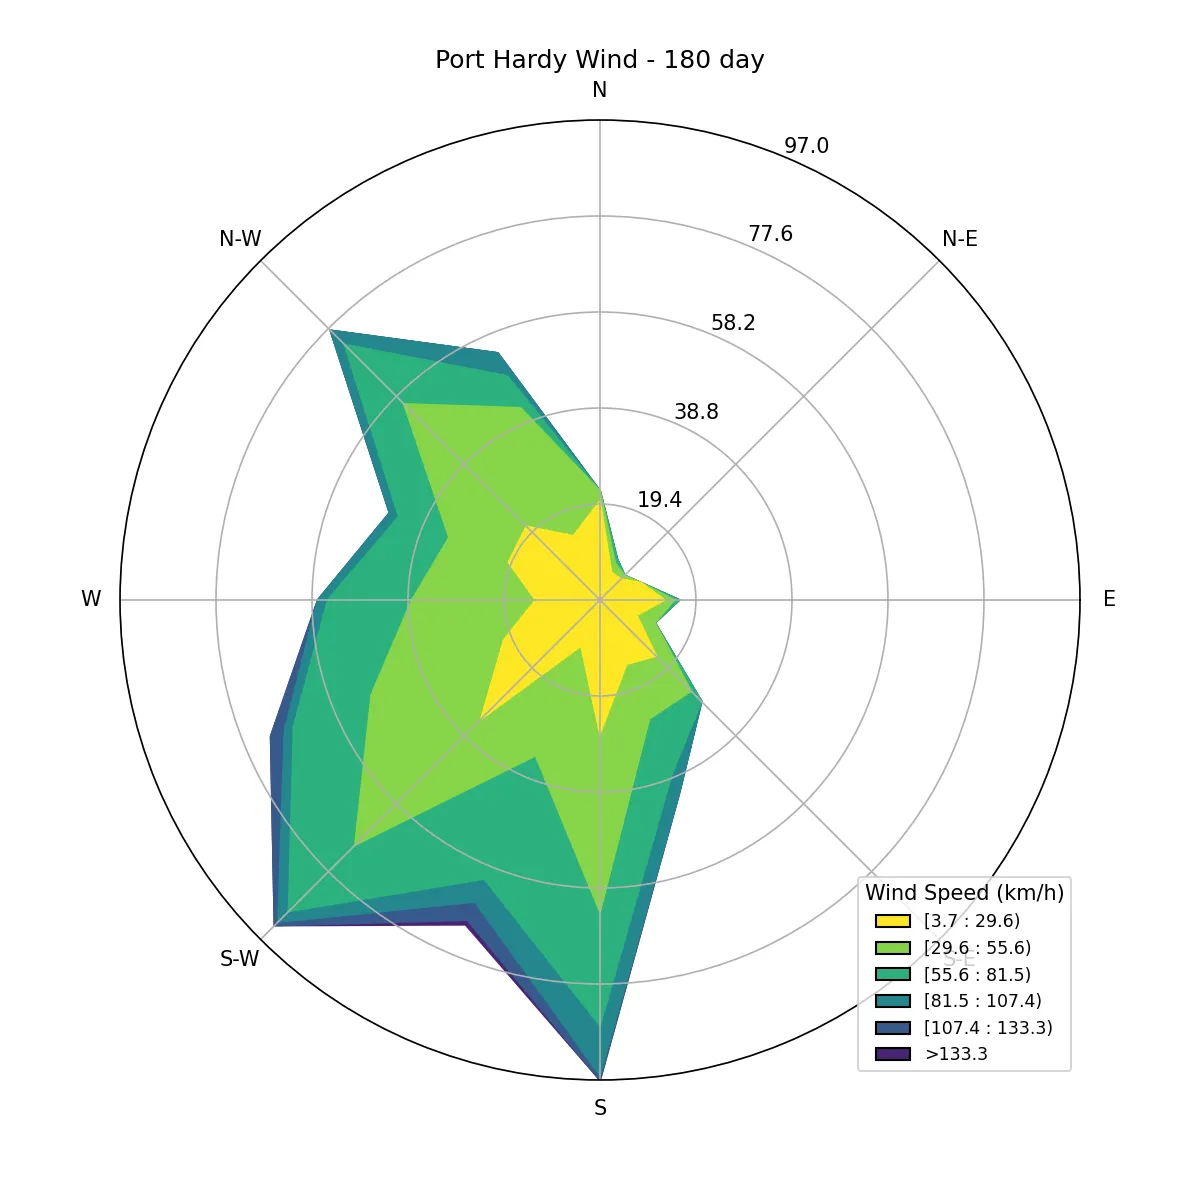 Port Hardy Wind - 180 day
N
97.0
77.6
N-W
N-E
58.2
38.8
19.4
W
E
S-W
S-E
S
Wind Speed (km/h)
[3.7 : 29.6)
[29.6 : 55.6)
[55.6 : 81.5)
[81.5 : 107.4)
[107.4 : 133.3)
>133.3